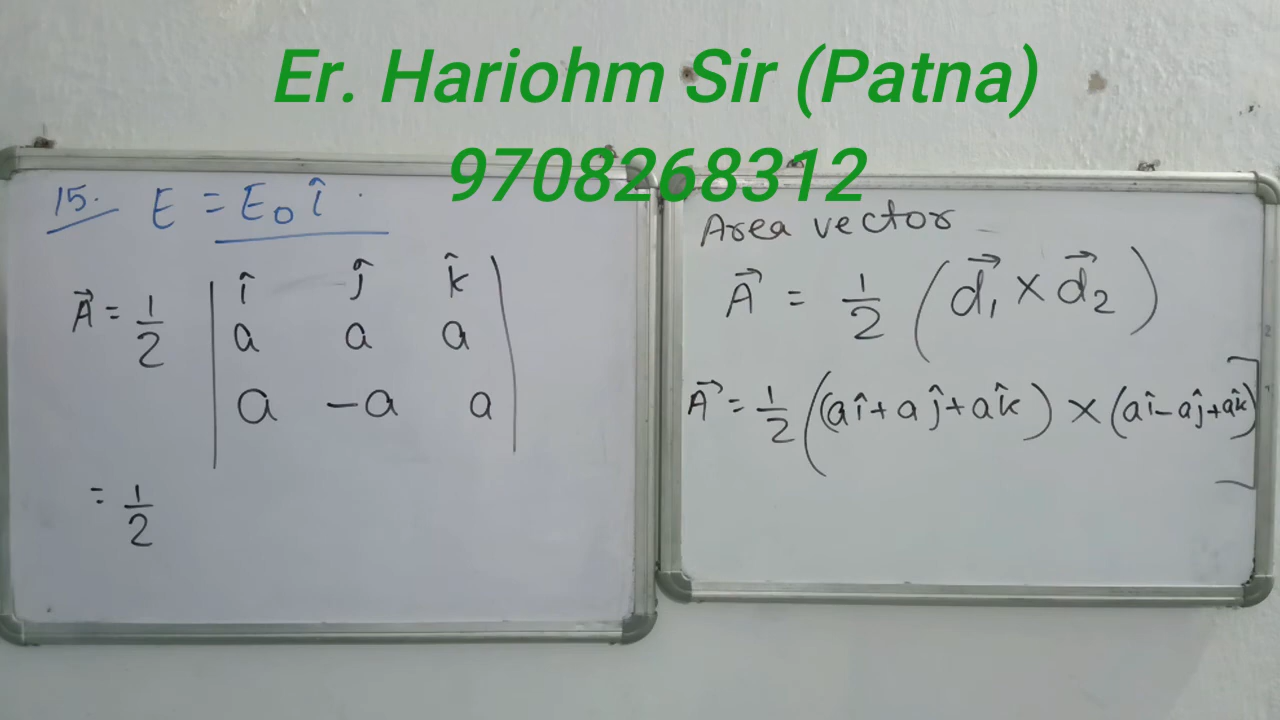 Er. Hariohm Sir (Patna)
9708268312
15. E = E₀ î
A⃗ = 1/2 | î ĵ k̂ |
| a a a |
| a -a a |
= 1/2
Area vector
A⃗ = 1/2 (d⃗₁ × d⃗₂)
A⃗ = 1/2 ((aî + aĵ + ak̂) × (aî - aĵ + ak̂)]